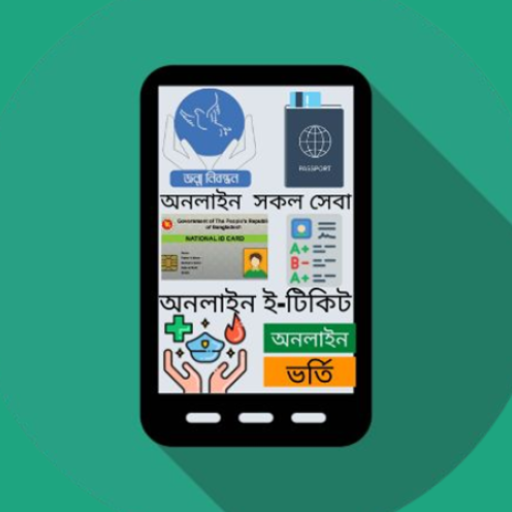 জন্ম নিবন্ধন
PASSPORT
অনলাইন সকল সেবা
Government of The People's Republic
of Bangladesh
NATIONAL ID CARD
A+
B-
A+
অনলাইন ই-টিকিট
অনলাইন
ভর্তি